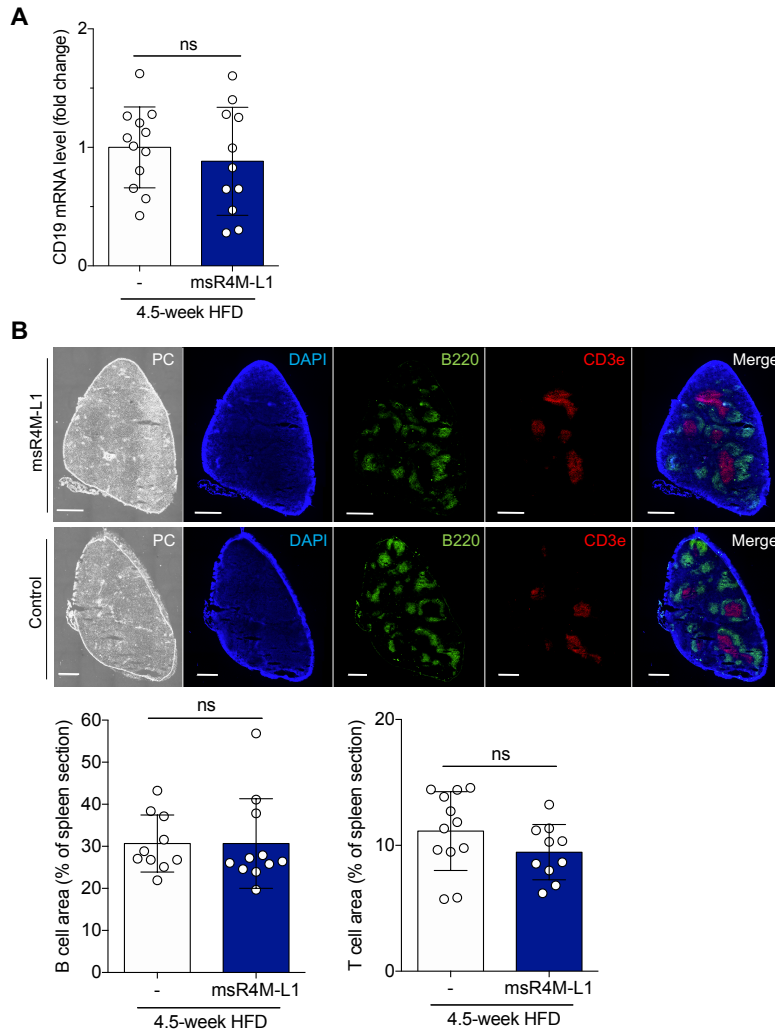 A
CD19 mRNA level (fold change)
2
1
0
ns
-
msR4M-L1
4.5-week HFD
B
msR4M-L1
PC
DAPI
B220
CD3e
Merge
Control
PC
DAPI
B220
CD3e
Merge
B cell area (% of spleen section)
60
50
40
30
20
10
0
ns
-
msR4M-L1
4.5-week HFD
T cell area (% of spleen section)
20
10
0
ns
-
msR4M-L1
4.5-week HFD